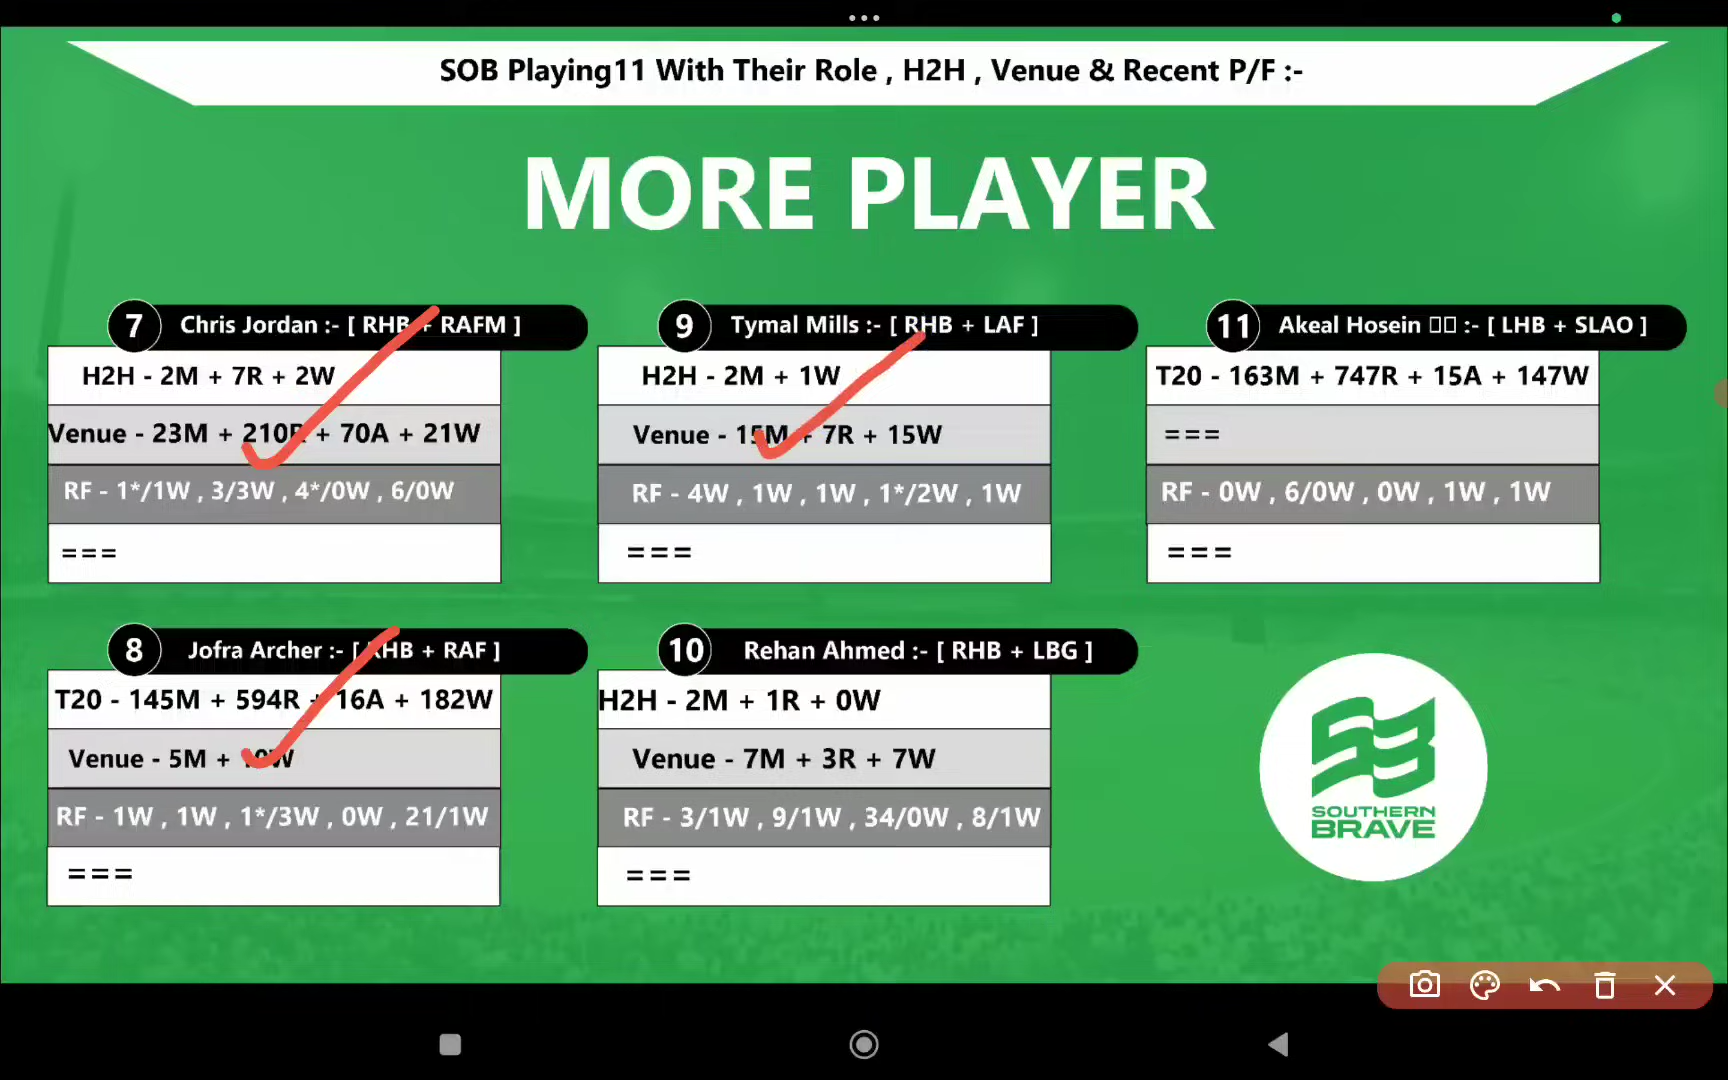 SOB Playing11 With Their Role , H2H , Venue & Recent P/F :-
MORE PLAYER
7 Chris Jordan :- [ RHB + RAFM ]
H2H - 2M + 7R + 2W
Venue - 23M + 210R + 70A + 21W
RF - 1*/1W , 3/3W , 4*/0W , 6/0W
===
9 Tymal Mills :- [ RHB + LAF ]
H2H - 2M + 1W
Venue - 15M + 7R + 15W
RF - 4W , 1W , 1W , 1*/2W , 1W
===
11 Akeal Hosein :- [ LHB + SLAO ]
T20 - 163M + 747R + 15A + 147W
===
RF - 0W , 6/0W , 0W , 1W , 1W
===
8 Jofra Archer :- [ RHB + RAF ]
T20 - 145M + 594R + 16A + 182W
Venue - 5M + 10W
RF - 1W , 1W , 1*/3W , 0W , 21/1W
===
10 Rehan Ahmed :- [ RHB + LBG ]
H2H - 2M + 1R + 0W
Venue - 7M + 3R + 7W
RF - 3/1W , 9/1W , 34/0W , 8/1W
===
SOUTHERN
BRAVE